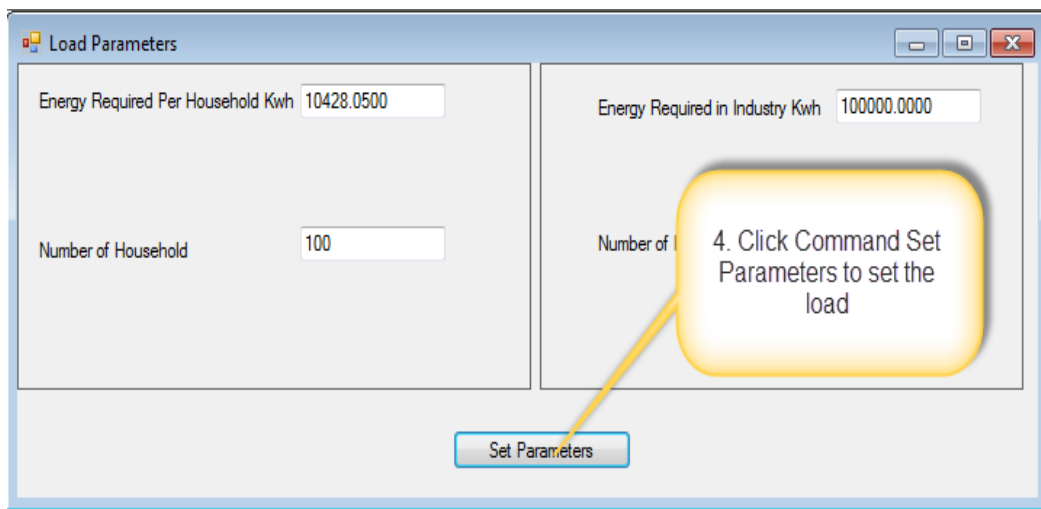 Load Parameters
Energy Required Per Household Kwh 10428.0500
Number of Household 100
Energy Required in Industry Kwh 100000.0000
Number of
4. Click Command Set
Parameters to set the
load
Set Parameters